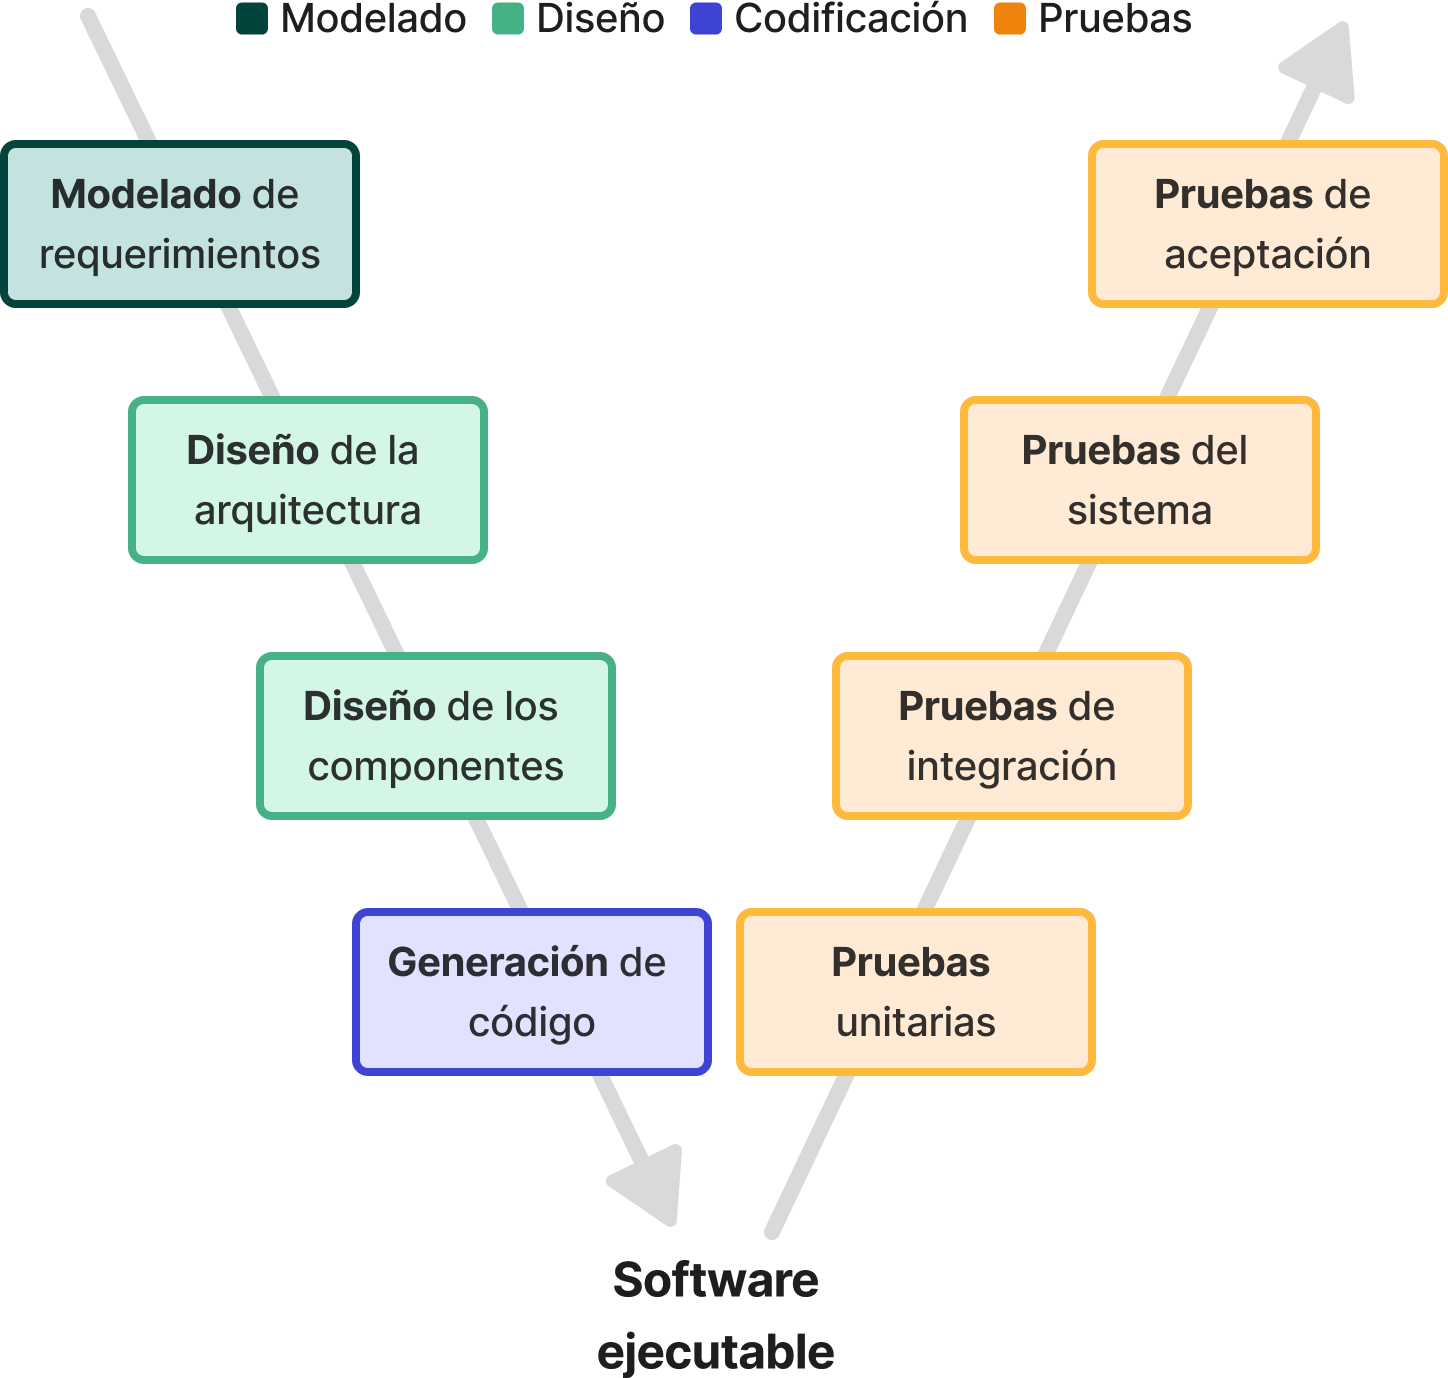 Modelado Diseño Codificación Pruebas
Modelado de
requerimientos
Pruebas de
aceptación
Diseño de la
arquitectura
Pruebas del
sistema
Diseño de los
componentes
Pruebas de
integración
Generación de
código
Pruebas
unitarias
Software
ejecutable